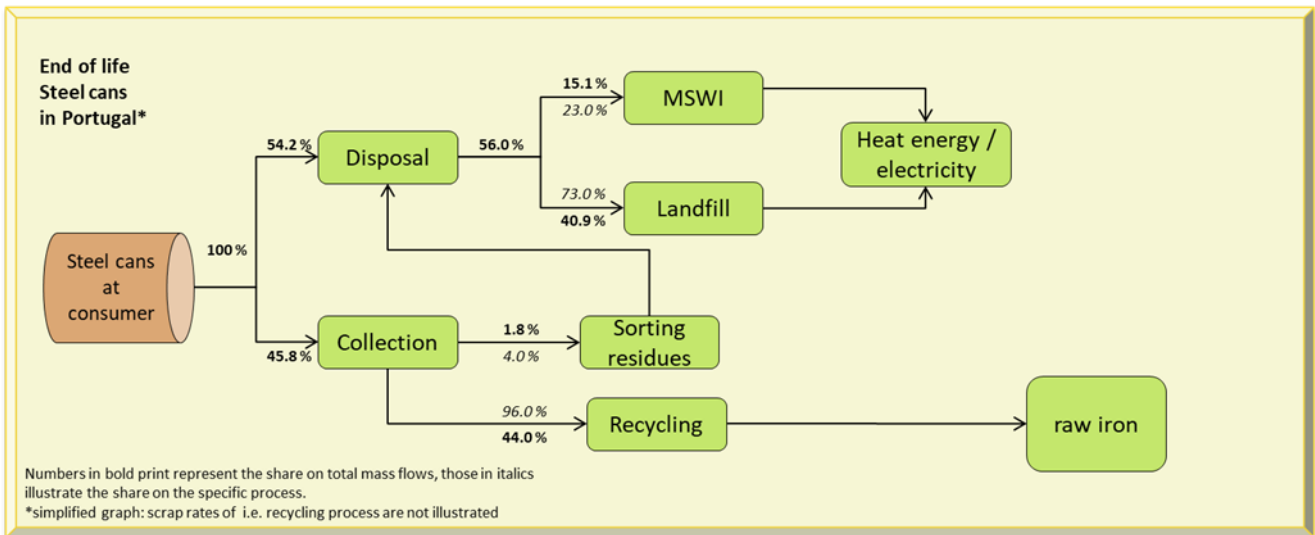 End of life
Steel cans
in Portugal*
Steel cans
at
consumer
100 %
54.2 %
45.8 %
Disposal
56.0 %
15.1 %
23.0 %
MSWI
73.0 %
40.9 %
Landfill
Heat energy /
electricity
Collection
1.8 %
4.0 %
Sorting
residues
96.0 %
44.0 %
Recycling
raw iron
Numbers in bold print represent the share on total mass flows, those in italics
illustrate the share on the specific process.
*simplified graph: scrap rates of i.e. recycling process are not illustrated